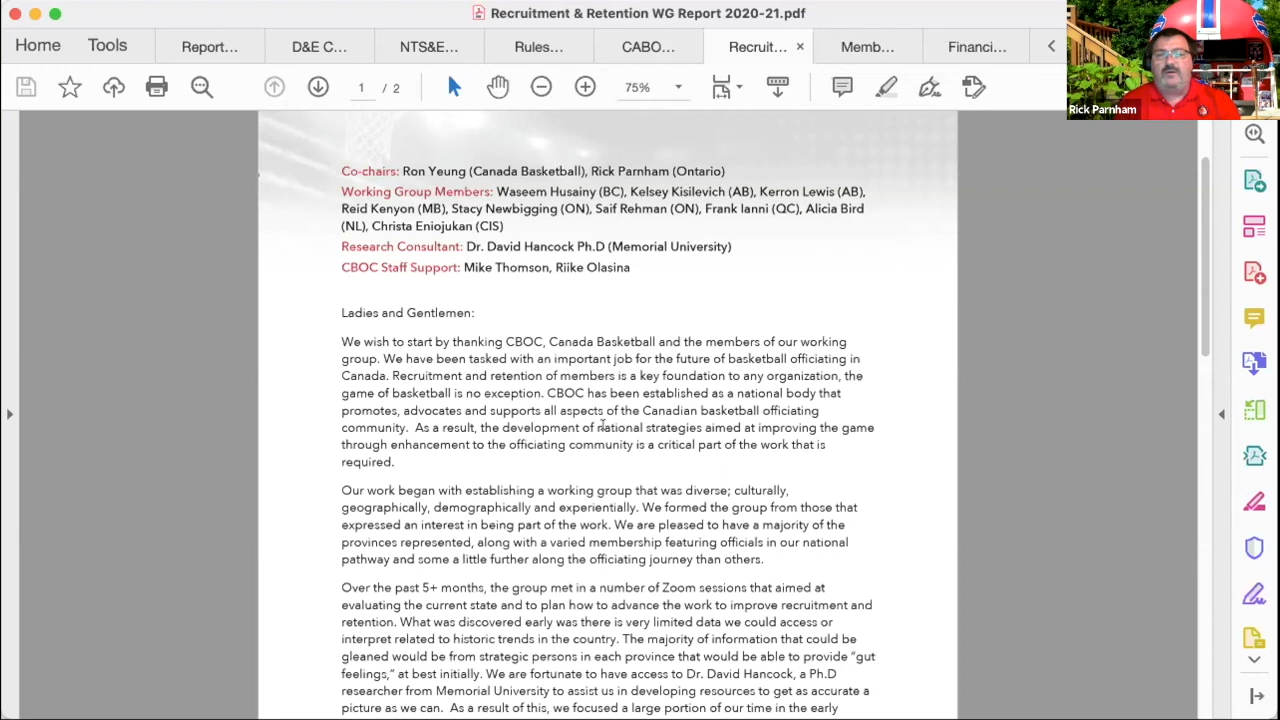 Recruitment & Retention WG Report 2020-21.pdf
Home Tools Report... D&E C... NTS&E... Rules... CABO... Recruit... × Memb... Financi...
1 / 2 75%
Rick Parnham
Co-chairs: Ron Yeung (Canada Basketball), Rick Parnham (Ontario)
Working Group Members: Waseem Husainy (BC), Kelsey Kisilevich (AB), Kerron Lewis (AB),
Reid Kenyon (MB), Stacy Newbigging (ON), Saif Rehman (ON), Frank Ianni (QC), Alicia Bird
(NL), Christa Eniojukan (CIS)
Research Consultant: Dr. David Hancock Ph.D (Memorial University)
CBOC Staff Support: Mike Thomson, Riike Olasina
Ladies and Gentlemen:
We wish to start by thanking CBOC, Canada Basketball and the members of our working
group. We have been tasked with an important job for the future of basketball officiating in
Canada. Recruitment and retention of members is a key foundation to any organization, the
game of basketball is no exception. CBOC has been established as a national body that
promotes, advocates and supports all aspects of the Canadian basketball officiating
community. As a result, the development of national strategies aimed at improving the game
through enhancement to the officiating community is a critical part of the work that is
required.
Our work began with establishing a working group that was diverse; culturally,
geographically, demographically and experientially. We formed the group from those that
expressed an interest in being part of the work. We are pleased to have a majority of the
provinces represented, along with a varied membership featuring officials in our national
pathway and some a little further along the officiating journey than others.
Over the past 5+ months, the group met in a number of Zoom sessions that aimed at
evaluating the current state and to plan how to advance the work to improve recruitment and
retention. What was discovered early was there is very limited data we could access or
interpret related to historic trends in the country. The majority of information that could be
gleaned would be from strategic persons in each province that would be able to provide “gut
feelings,” at best initially. We are fortunate to have access to Dr. David Hancock, a Ph.D
researcher from Memorial University to assist us in developing resources to get as accurate a
picture as we can. As a result of this, we focused a large portion of our time in the early